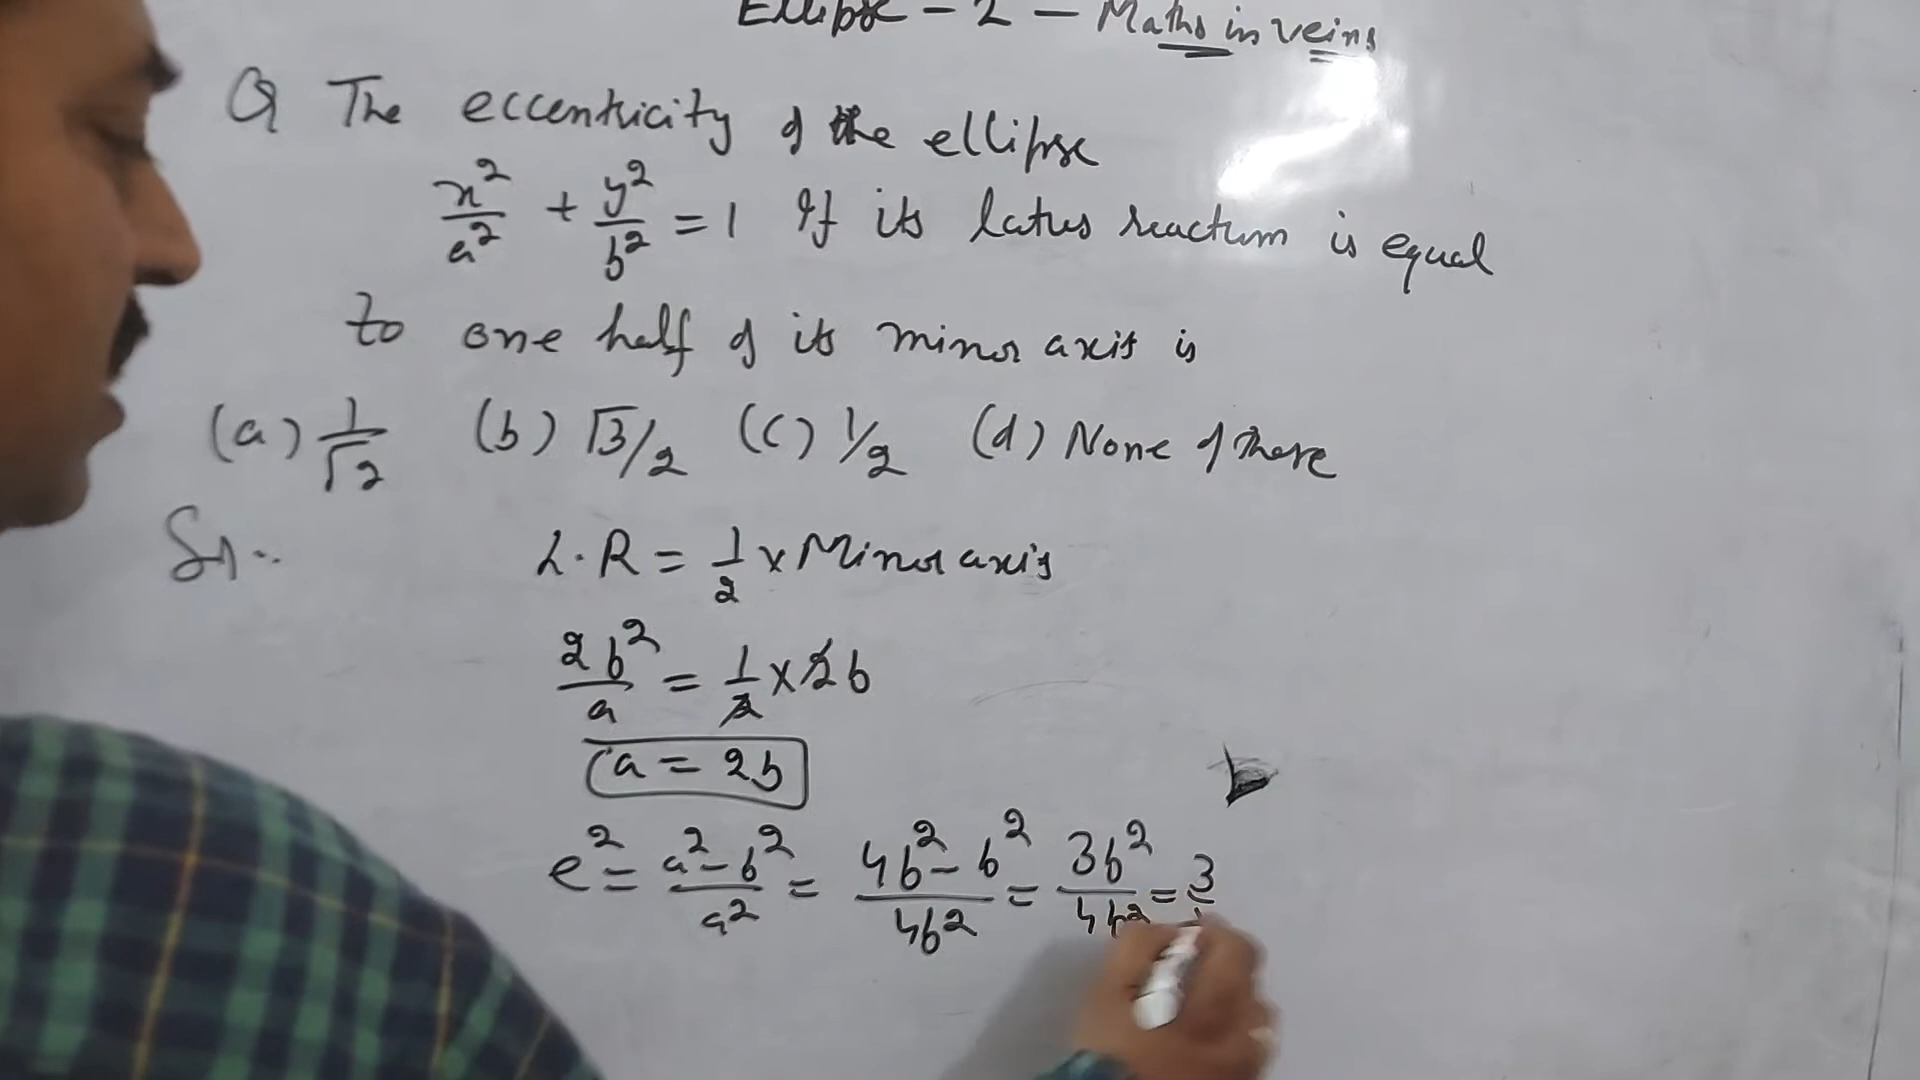 Ellipse - 2 - Maths in veins
Q The eccentricity of the ellipse
x²/a² + y²/b² = 1 If its latus reactum is equal
to one half of its minor axis is
(a) 1/√2 (b) √3/2 (c) 1/2 (d) None of these
Sol..
L.R = 1/2 x Minor axis
2b²/a = 1/2 x 2b
a = 2b
e² = a²-b²/a² = 4b²-b²/4b² = 3b²/4b² = 3